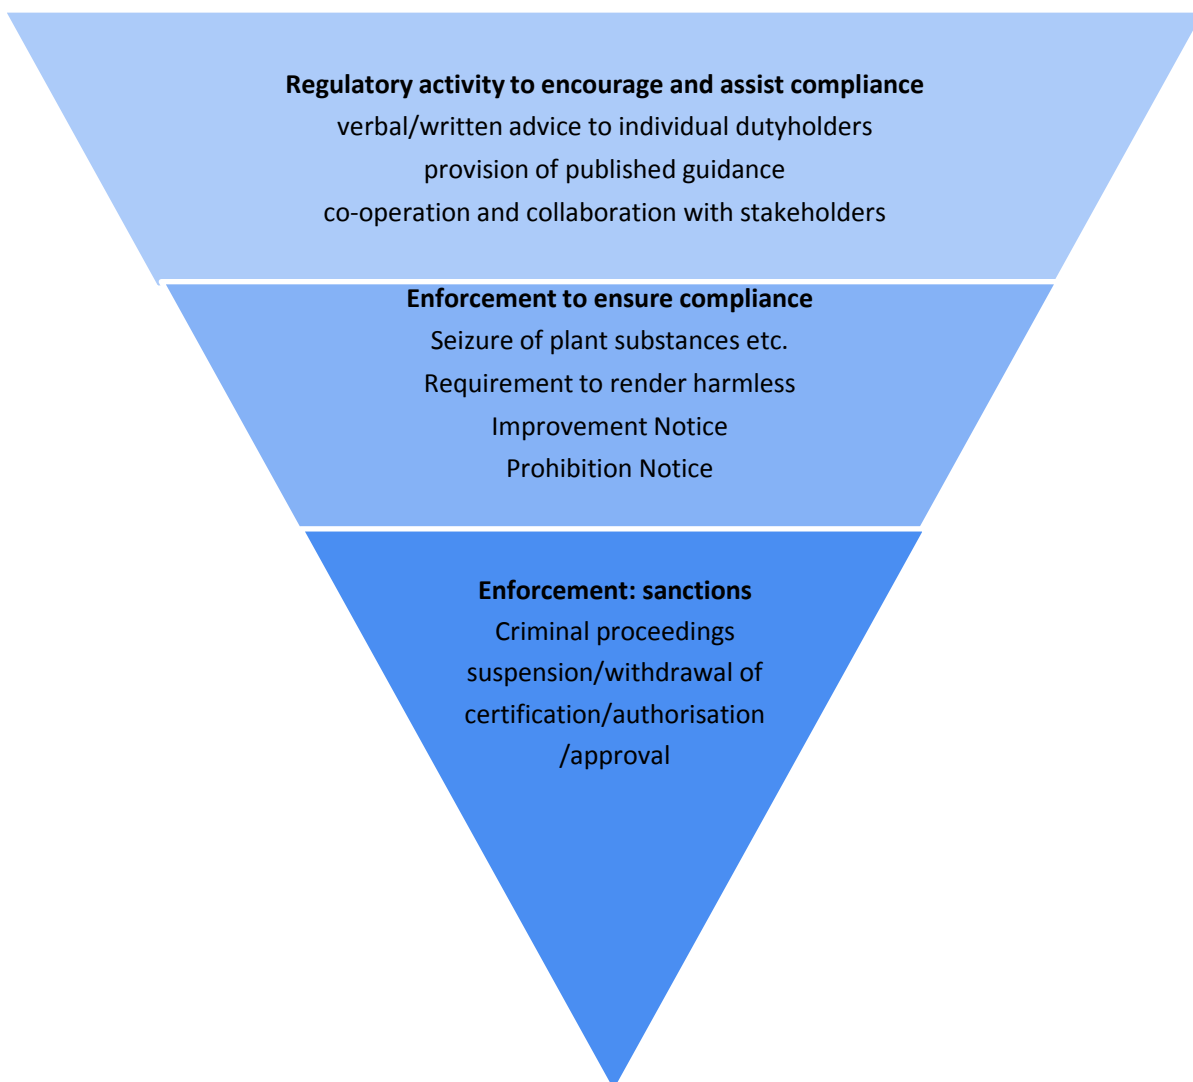 Regulatory activity to encourage and assist compliance
verbal/written advice to individual dutyholders
provision of published guidance
co-operation and collaboration with stakeholders
Enforcement to ensure compliance
Seizure of plant substances etc.
Requirement to render harmless
Improvement Notice
Prohibition Notice
Enforcement: sanctions
Criminal proceedings
suspension/withdrawal of
certification/authorisation
/approval